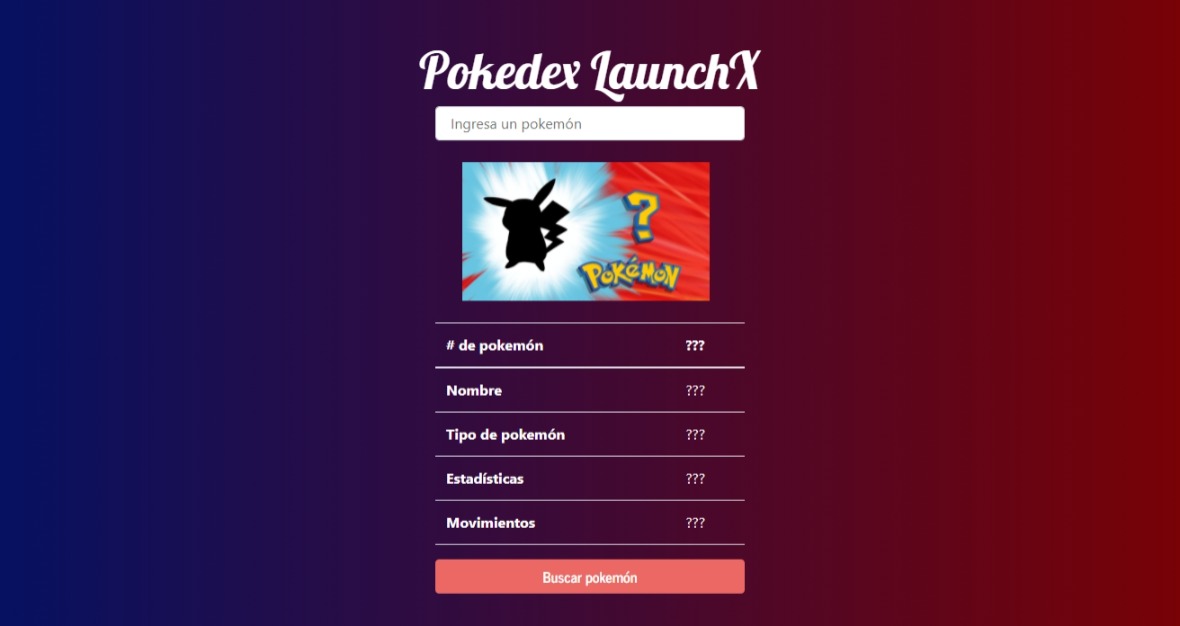 Pokedex LaunchX
Ingresa un pokemón
?
POKéMON
# de pokemón ???
Nombre ???
Tipo de pokemón ???
Estadísticas ???
Movimientos ???
Buscar pokemón